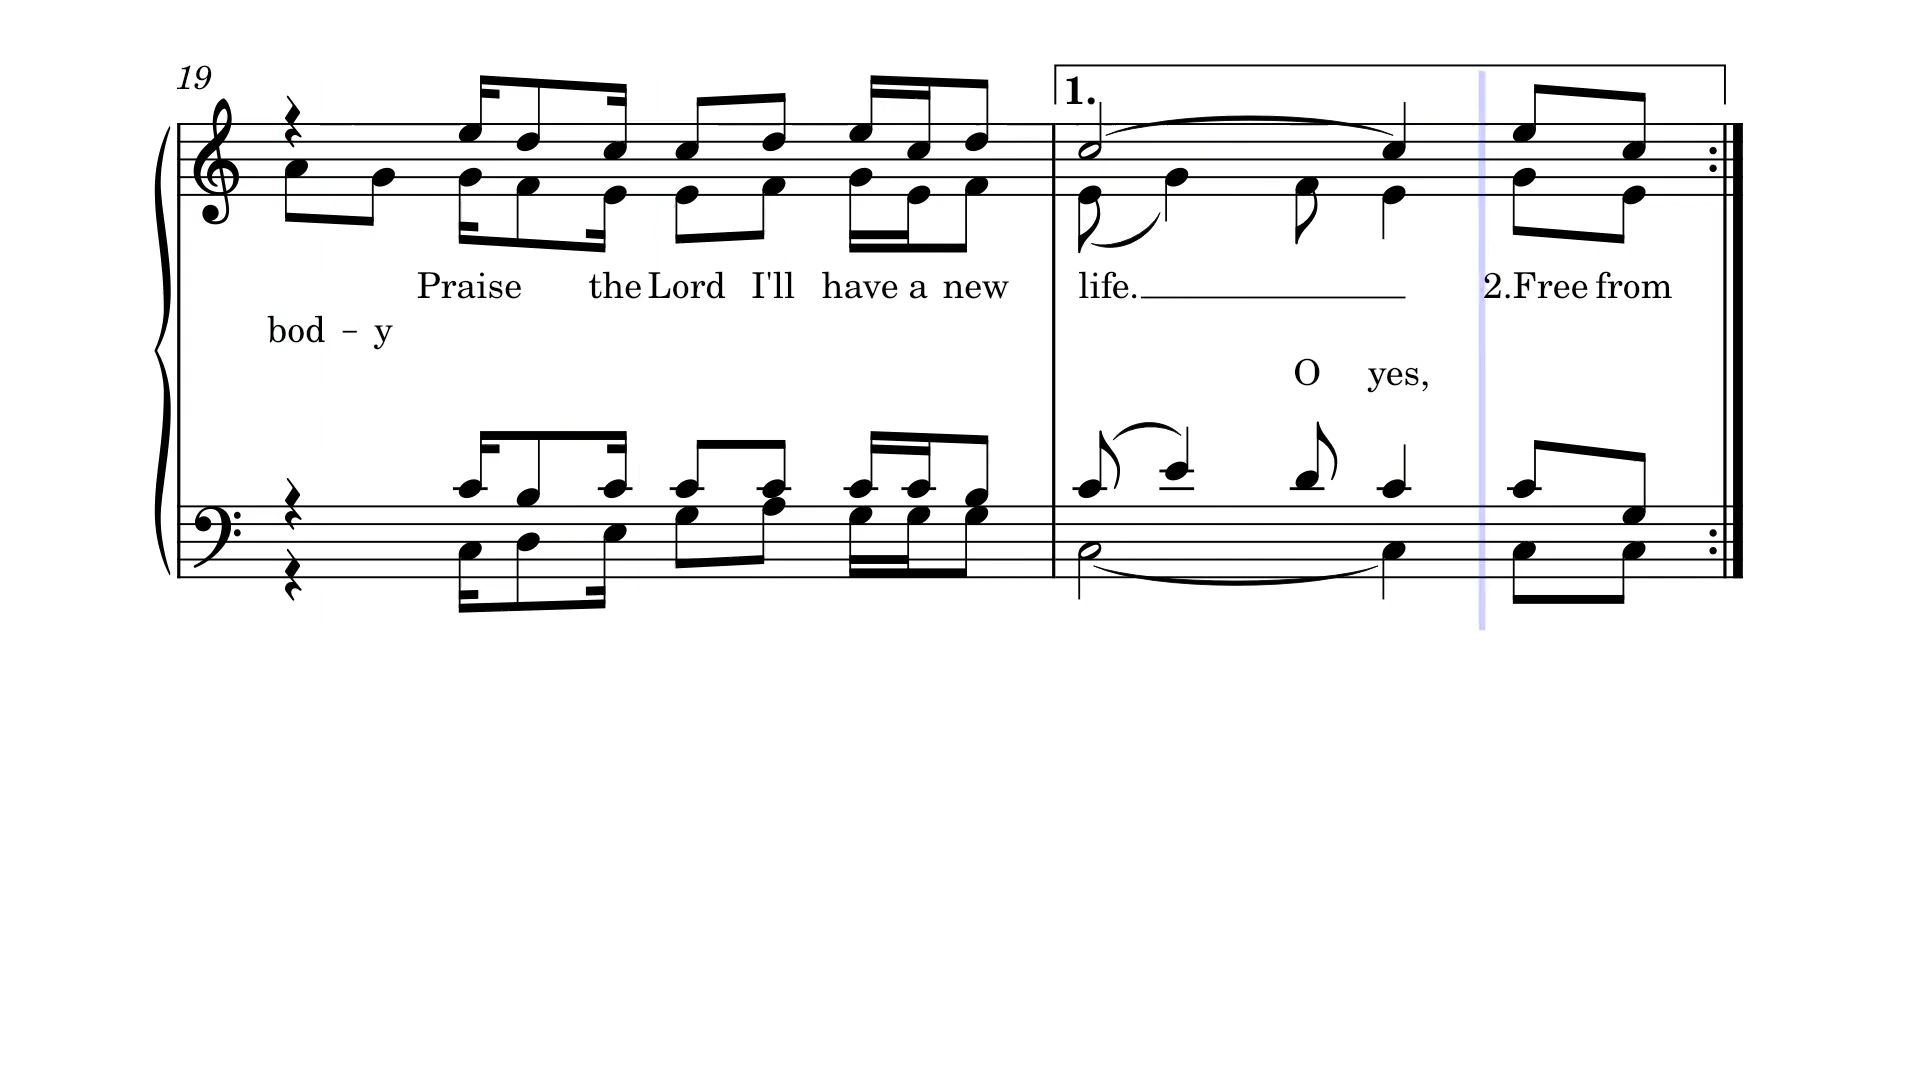 19
1.
Praise the Lord I'll have a new life. 2.Free from
bod - y
O yes,